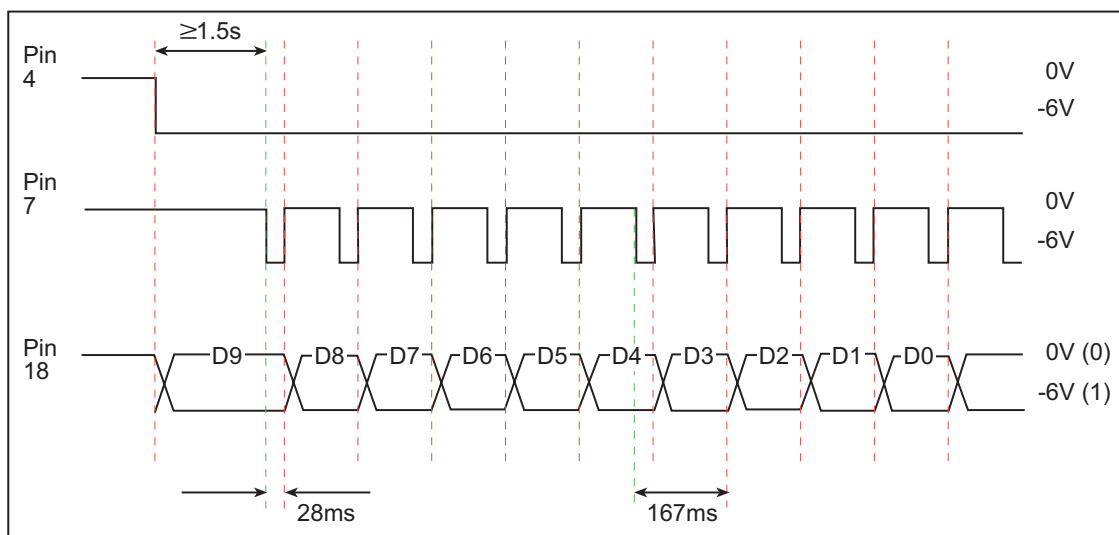 ≥1.5s
Pin
4
0V
-6V
Pin
7
0V
-6V
Pin
18
D9 D8 D7 D6 D5 D4 D3 D2 D1 D0
0V (0)
-6V (1)
28ms
167ms